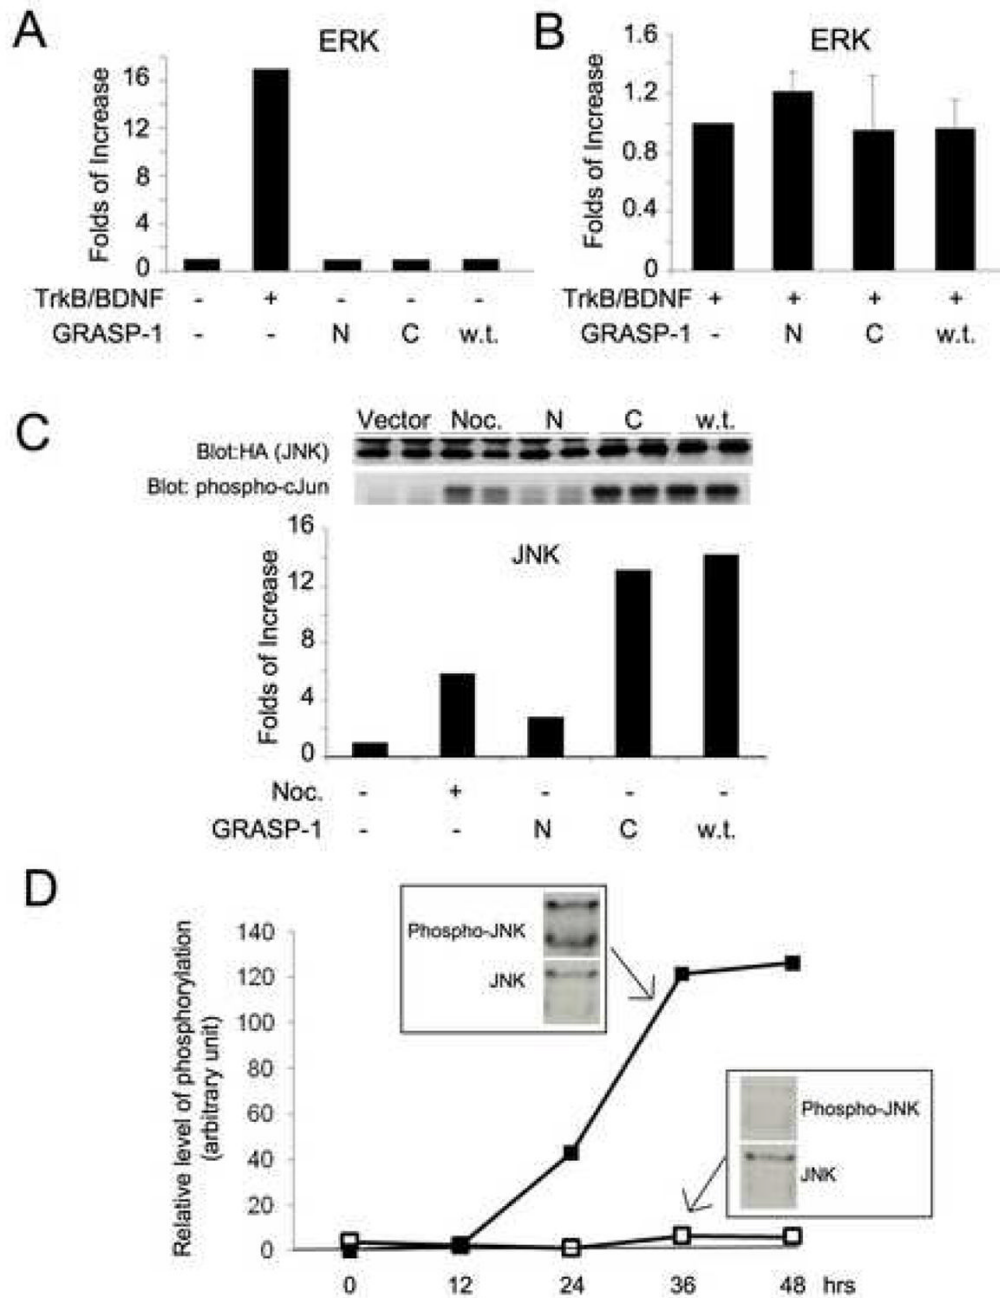 A
ERK
Folds of Increase
16
12
8
4
0
TrkB/BDNF - + - - -
GRASP-1 - - N C w.t.
B
ERK
Folds of Increase
1.6
1.2
0.8
0.4
0
TrkB/BDNF + + + +
GRASP-1 - N C w.t.
C
Vector Noc. N C w.t.
Blot:HA (JNK)
Blot: phospho-cJun
JNK
Folds of Increase
16
12
8
4
0
Noc. - + - - -
GRASP-1 - - N C w.t.
D
Relative level of phosphorylation
(arbitrary unit)
140
120
100
80
60
40
20
0
0 12 24 36 48 hrs
Phospho-JNK
JNK
Phospho-JNK
JNK